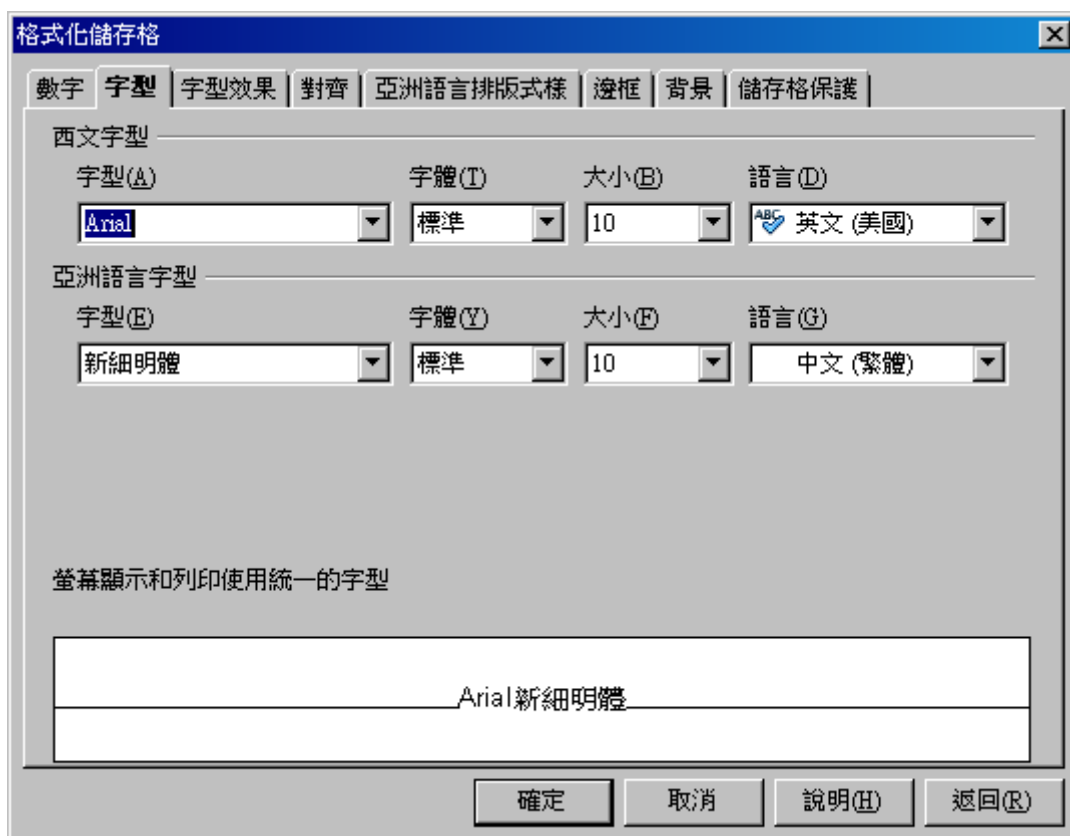 格式化儲存格
數字 字型 字型效果 對齊 亞洲語言排版式樣 邊框 背景 儲存格保護
西文字型
字型(A) 字體(T) 大小(B) 語言(D)
Arial 標準 10 ABC 英文 (美國)
亞洲語言字型
字型(E) 字體(Y) 大小(F) 語言(G)
新細明體 標準 10 中文 (繁體)
螢幕顯示和列印使用統一的字型
Arial新細明體
確定 取消 說明(H) 返回(R)